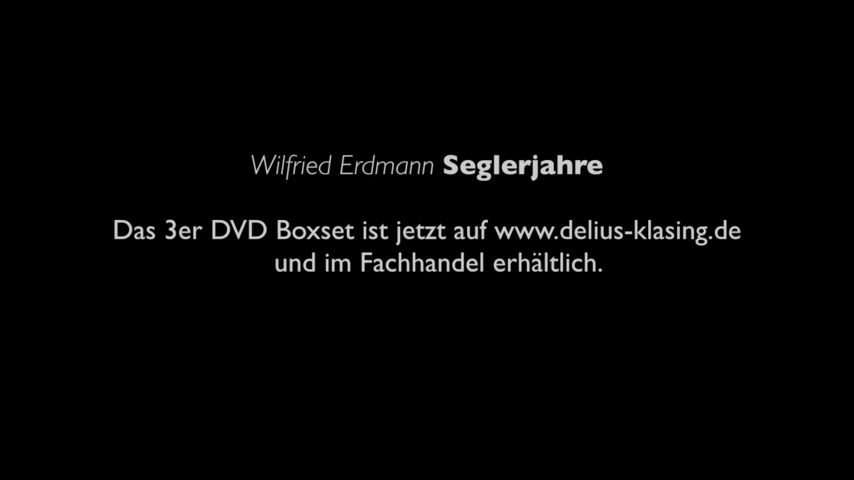 Wilfried Erdmann Seglerjahre
Das 3er DVD Boxset ist jetzt auf www.delius-klasing.de
und im Fachhandel erhältlich.